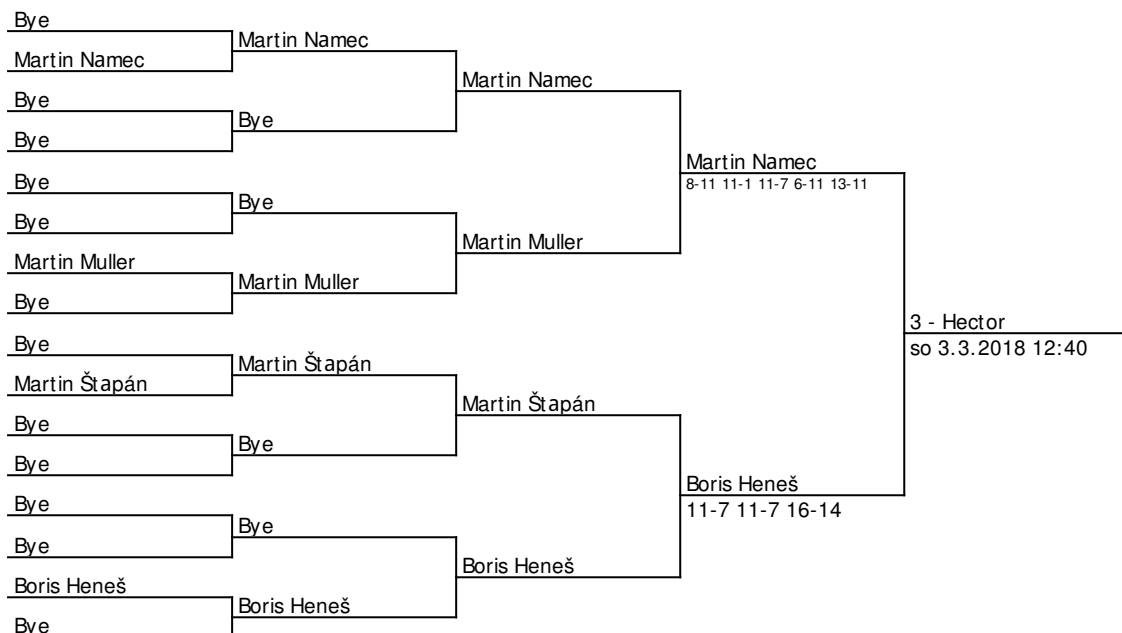 Bye
Martin Namec
Martin Namec
Martin Namec
Bye
Bye
Bye
Martin Namec
8-11 11-1 11-7 6-11 13-11
Bye
Bye
Bye
Martin Muller
Martin Muller
Martin Muller
Bye
3 - Hector
so 3.3.2018 12:40
Bye
Martin Štapán
Martin Štapán
Martin Štapán
Bye
Bye
Bye
Boris Heneš
11-7 11-7 16-14
Bye
Bye
Bye
Boris Heneš
Boris Heneš
Boris Heneš
Bye